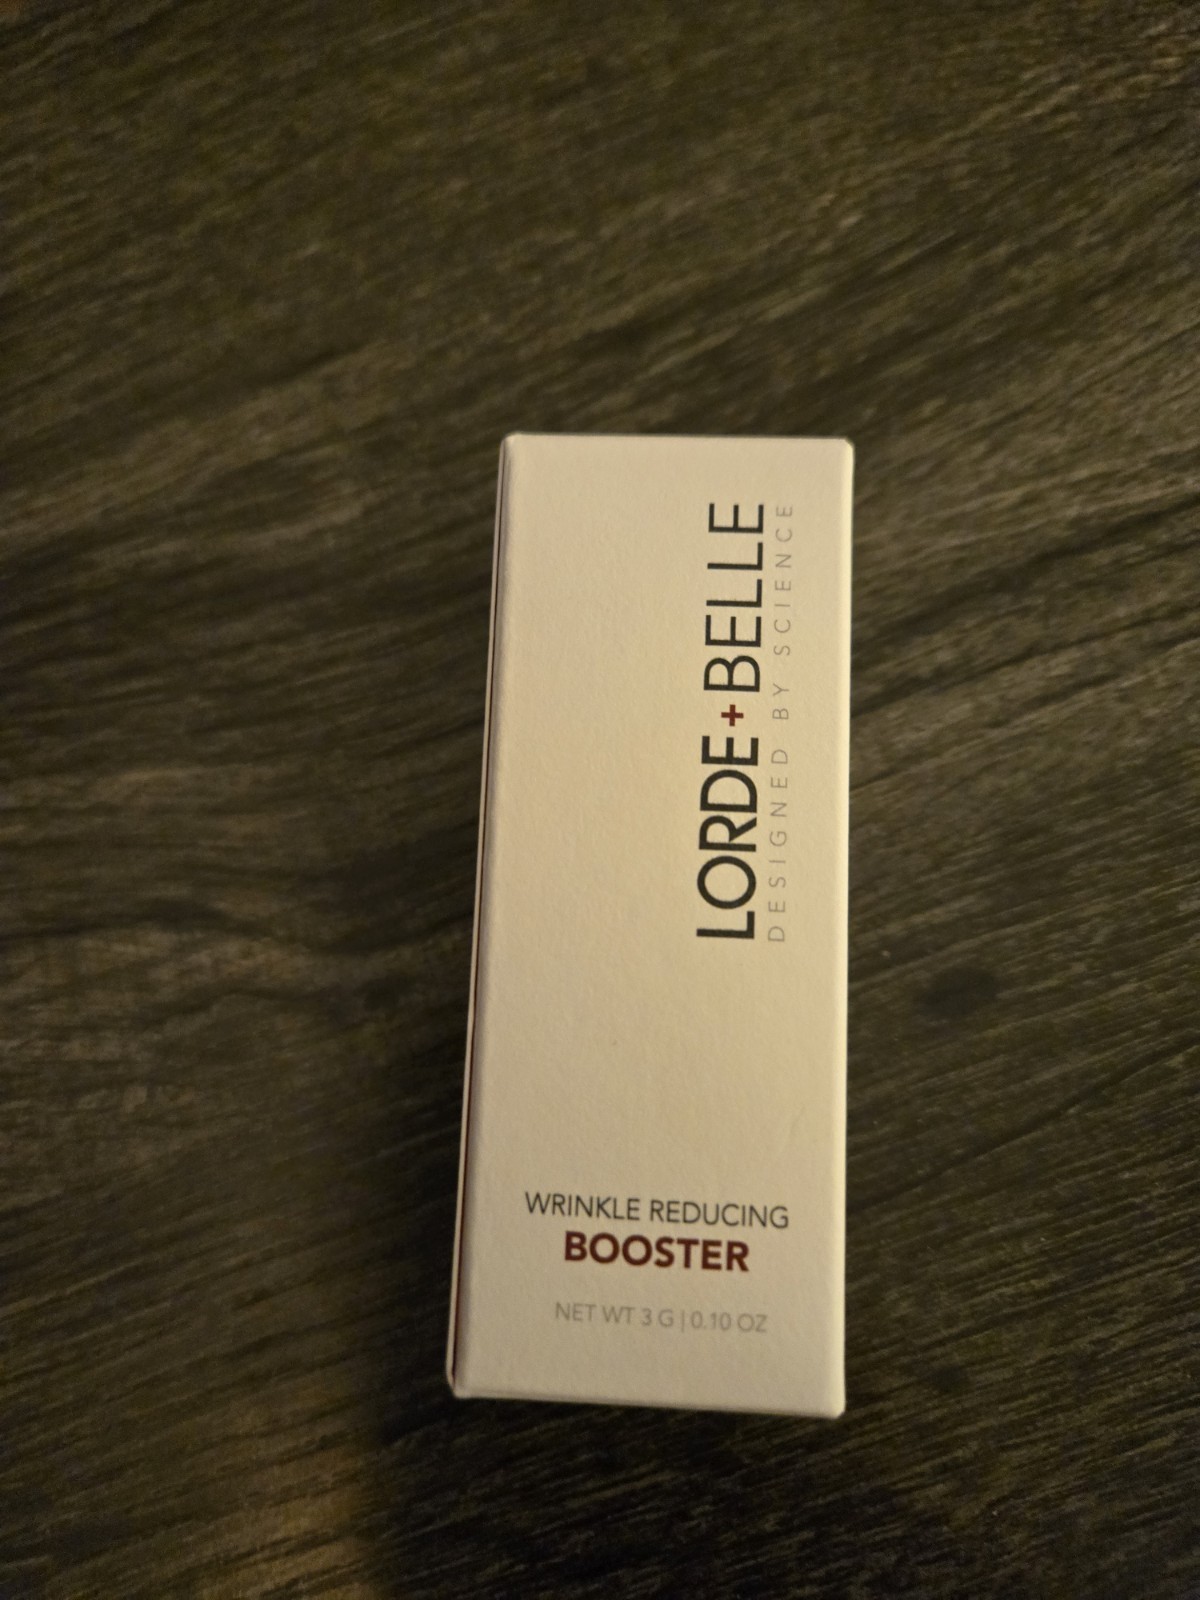 LORDE+BELLE
DESIGNED BY SCIENCE
WRINKLE REDUCING
BOOSTER
NET WT 3 G | 0.10 OZ